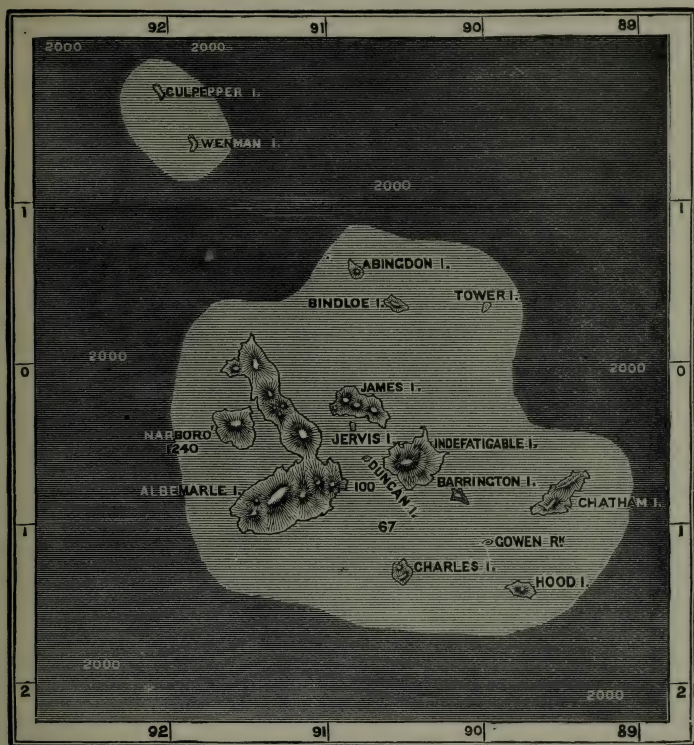 92 91 90 89
2000 2000
CULPEPPER I.
WENMAN I.
2000
1 1
ABINGDON I.
BINDLOE I. TOWER I.
0 2000 2000 0
JAMES I.
NARBORO' JERVIS I. INDEFATIGABLE I.
1240
DUNCAN I.
ALBEMARLE I. 100 BARRINGTON I.
CHATHAM I.
1 67 1
GOWEN RK
CHARLES I.
HOOD I.
2000
2 2000 2
92 91 90 89